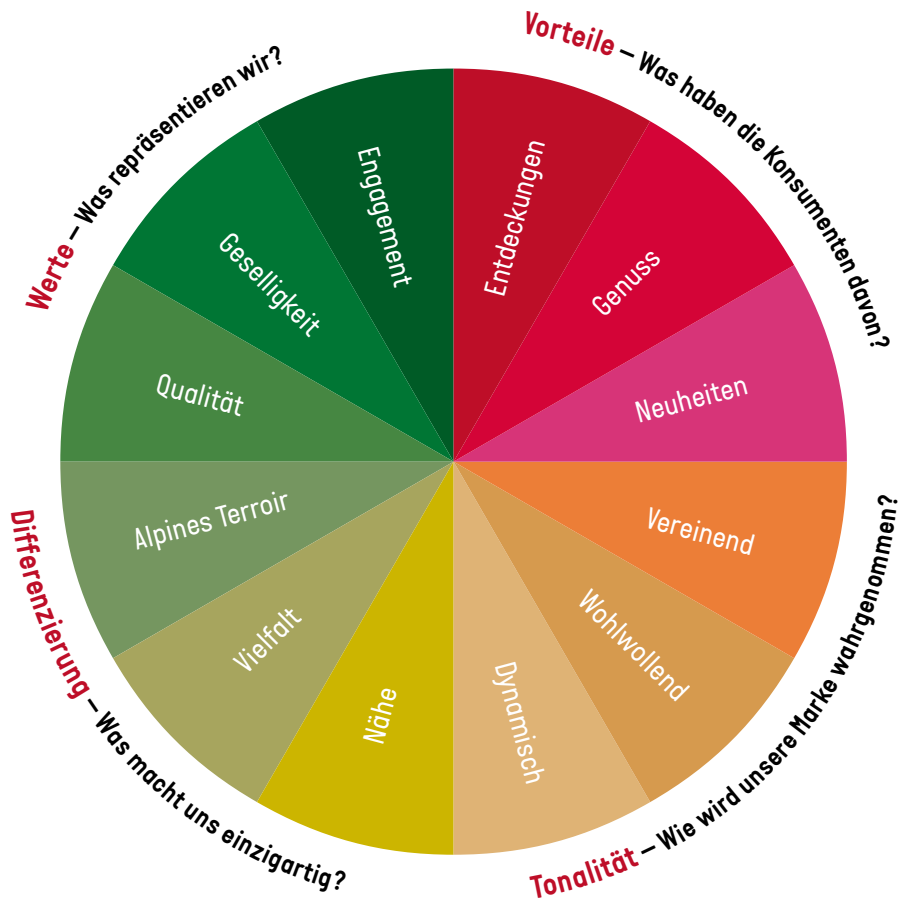 Vorteile – Was haben die Konsumenten davon?
Entdeckungen
Genuss
Neuheiten
Tonalität – Wie wird unsere Marke wahrgenommen?
Vereinend
Wohlwollend
Dynamisch
Differenzierung – Was macht uns einzigartig?
Nähe
Vielfalt
Alpines Terroir
Werte – Was repräsentieren wir?
Qualität
Geselligkeit
Engagement